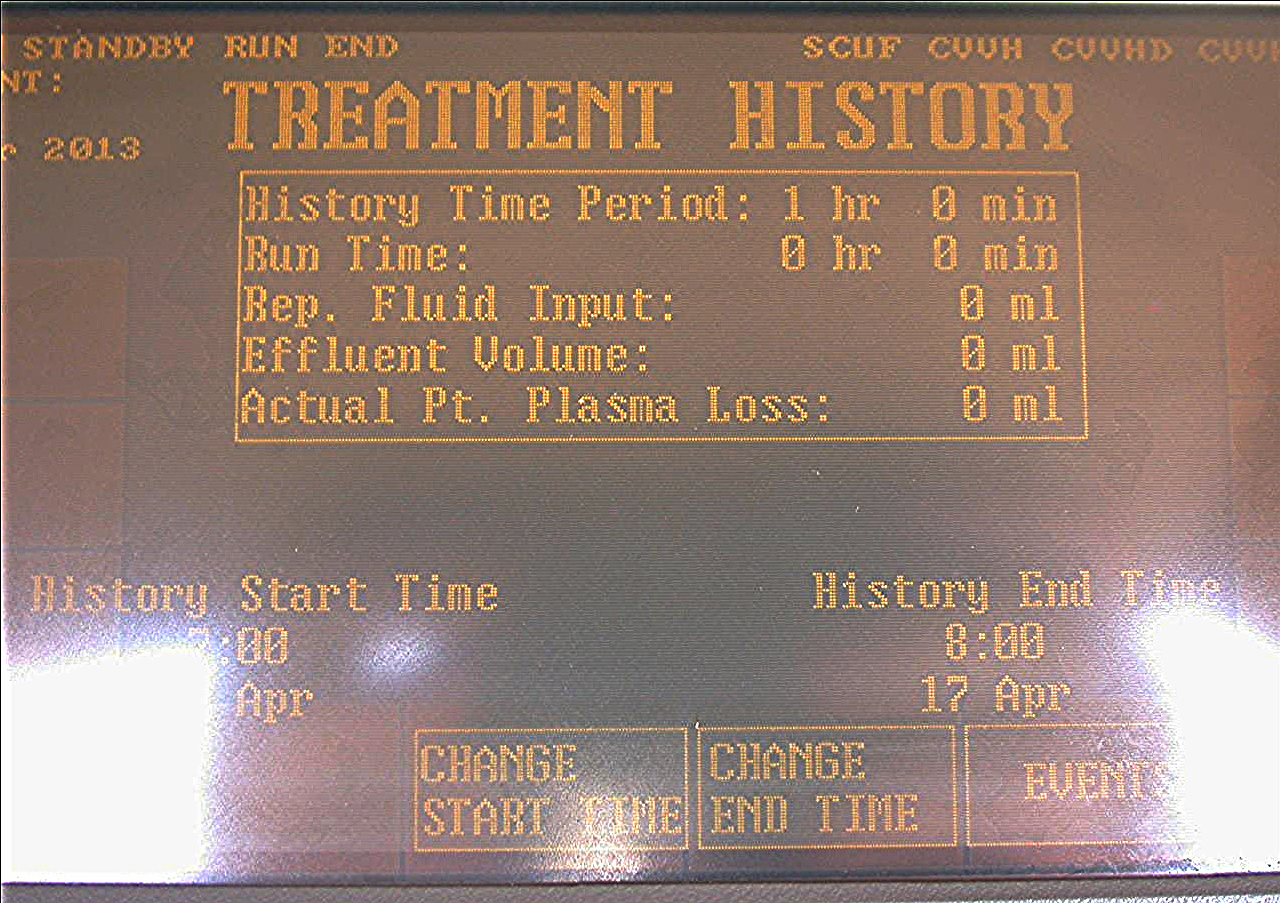 STANDBY RUN END SCUF CVVH CVVHD
NT:
TREATMENT HISTORY
2013
History Time Period: 1 hr 0 min
Run Time: 0 hr 0 min
Rep. Fluid Input: 0 ml
Effluent Volume: 0 ml
Actual Pt. Plasma Loss: 0 ml
History Start Time History End Time
7:00 8:00
Apr 17 Apr
CHANGE START TIME
CHANGE END TIME
EVENTS